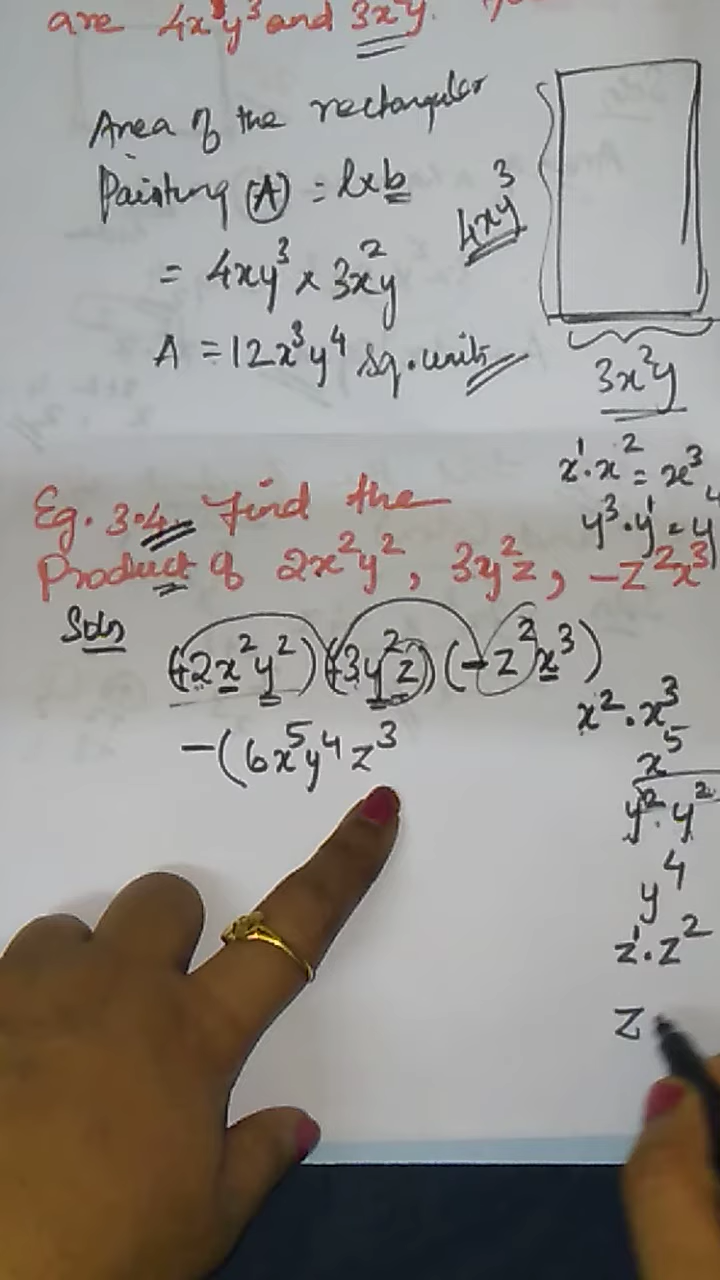 are 4x³y³ and 3x²y.
Area of the rectangular
Painting (A) = l×b
= 4xy³ × 3x²y
A = 12x³y⁴ sq.units
4xy³
3x²y
x¹·x² = x³
y³·y¹ = y⁴
Eg. 3.4. Find the
Product of 2x²y², 3y²z, -z²x³
Soln
(+2x²y²)(+3y²z)(-z²x³)
-(6x⁵y⁴z³
x²·x³
x⁵
y²·y²
y⁴
z¹·z²
z